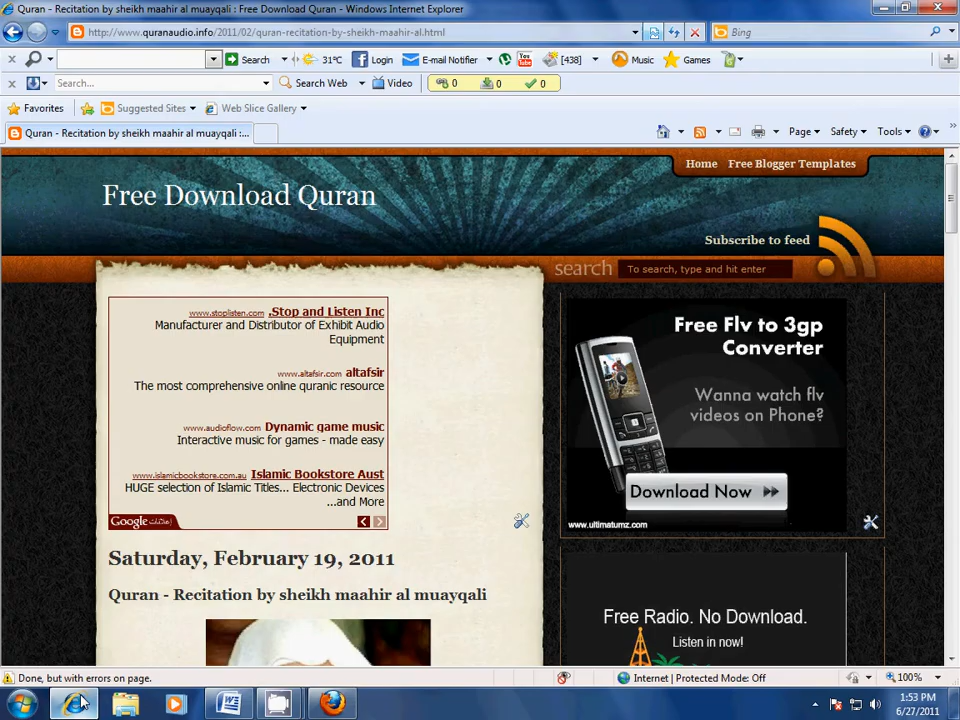 Quran - Recitation by sheikh maahir al muayqali : Free Download Quran - Windows Internet Explorer
http://www.quranaudio.info/2011/02/quran-recitation-by-sheikh-maahir-al.html
Bing
Search
31°C
Login
E-mail Notifier
You Tube
[438]
Music
Games
Search...
Search Web
Video
0 0 0
Favorites
Suggested Sites
Web Slice Gallery
Quran - Recitation by sheikh maahir al muayqali :...
Page
Safety
Tools
Home
Free Blogger Templates
Free Download Quran
Subscribe to feed
search
To search, type and hit enter
www.stoplisten.com .Stop and Listen Inc
Manufacturer and Distributor of Exhibit Audio
Equipment
www.altafsir.com altafsir
The most comprehensive online quranic resource
www.audioflow.com Dynamic game music
Interactive music for games - made easy
www.islamicbookstore.com.au Islamic Bookstore Aust
HUGE selection of Islamic Titles... Electronic Devices
...and More
Google إعلانات
Free Flv to 3gp
Converter
Wanna watch flv
videos on Phone?
Download Now
www.ultimatumz.com
Saturday, February 19, 2011
Quran - Recitation by sheikh maahir al muayqali
Free Radio. No Download.
Listen in now!
Done, but with errors on page.
Internet | Protected Mode: Off
100%
1:53 PM
6/27/2011